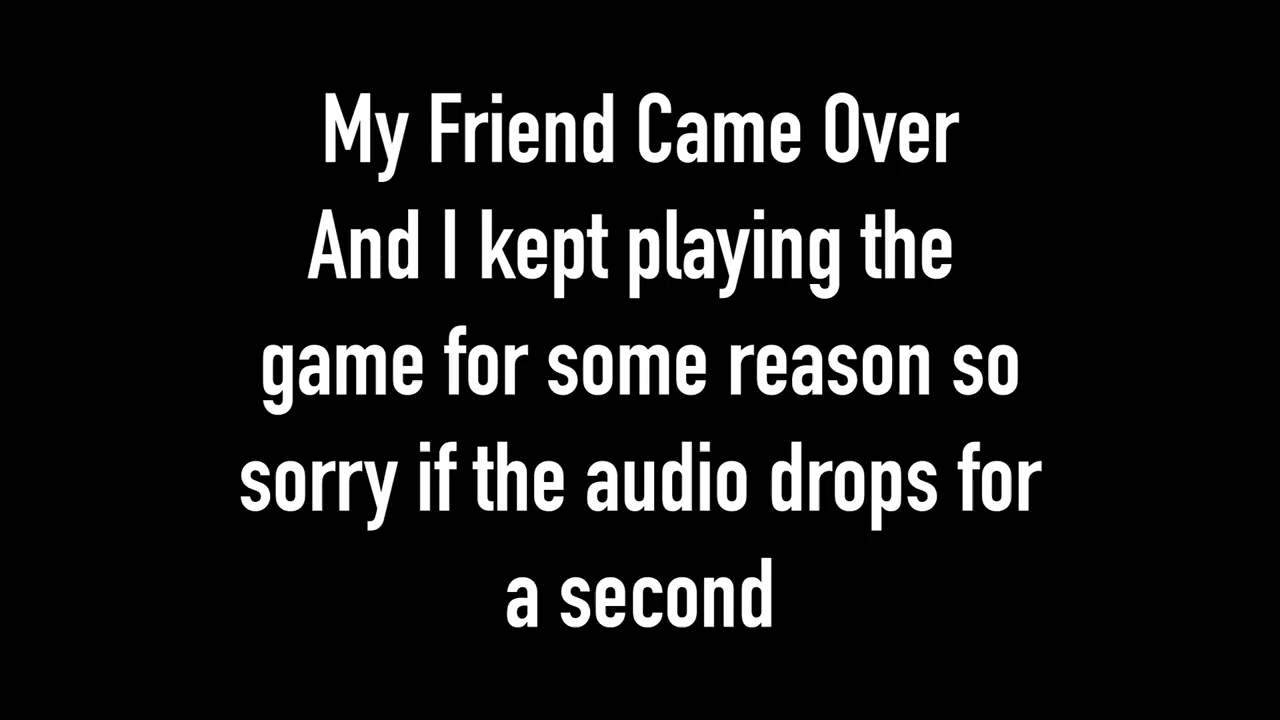 My Friend Came Over
And I kept playing the
game for some reason so
sorry if the audio drops for
a second